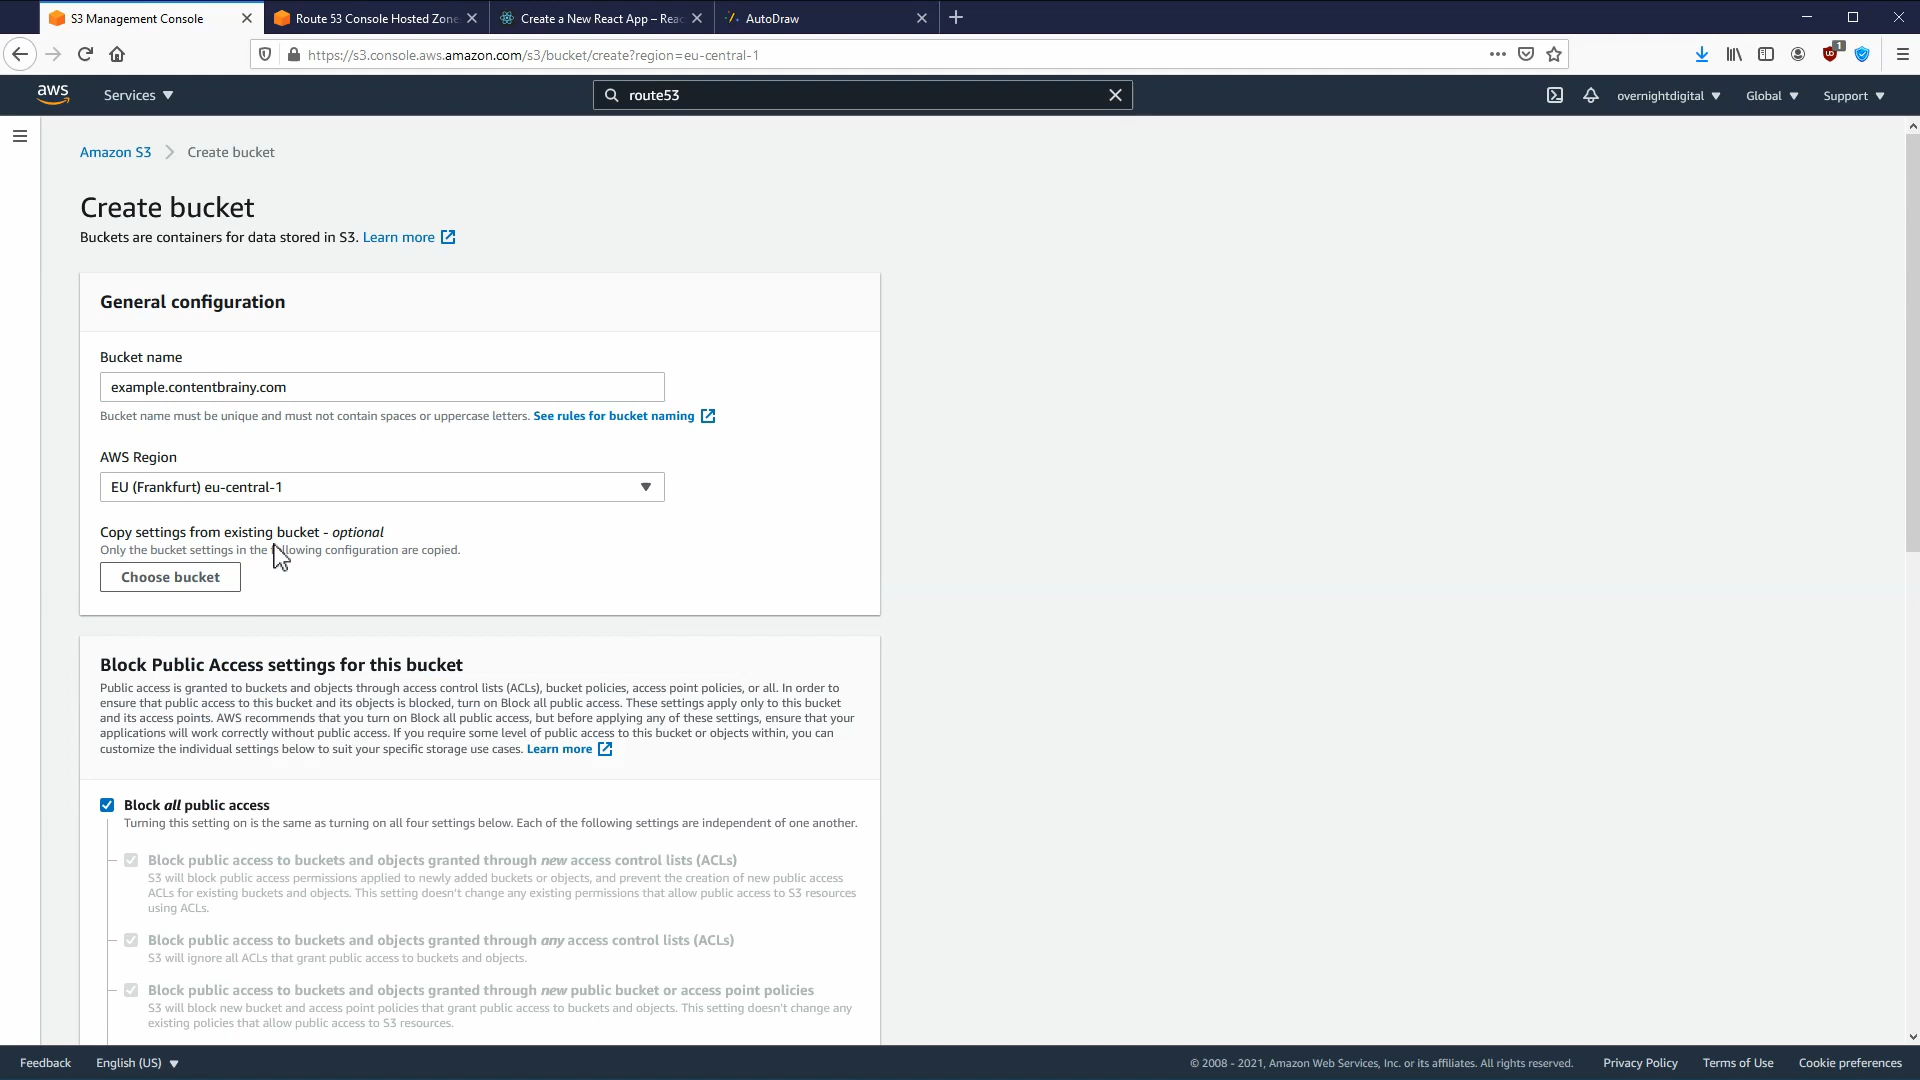 S3 Management Console
Route 53 Console Hosted Zone
Create a New React App – Reac
AutoDraw
https://s3.console.aws.amazon.com/s3/bucket/create?region=eu-central-1
1
aws
Services
route53
overnightdigital
Global
Support
Amazon S3
Create bucket
Create bucket
Buckets are containers for data stored in S3. Learn more
General configuration
Bucket name
example.contentbrainy.com
Bucket name must be unique and must not contain spaces or uppercase letters. See rules for bucket naming
AWS Region
EU (Frankfurt) eu-central-1
Copy settings from existing bucket - optional
Only the bucket settings in the following configuration are copied.
Choose bucket
Block Public Access settings for this bucket
Public access is granted to buckets and objects through access control lists (ACLs), bucket policies, access point policies, or all. In order to
ensure that public access to this bucket and its objects is blocked, turn on Block all public access. These settings apply only to this bucket
and its access points. AWS recommends that you turn on Block all public access, but before applying any of these settings, ensure that your
applications will work correctly without public access. If you require some level of public access to this bucket or objects within, you can
customize the individual settings below to suit your specific storage use cases. Learn more
Block all public access
Turning this setting on is the same as turning on all four settings below. Each of the following settings are independent of one another.
Block public access to buckets and objects granted through new access control lists (ACLs)
S3 will block public access permissions applied to newly added buckets or objects, and prevent the creation of new public access
ACLs for existing buckets and objects. This setting doesn't change any existing permissions that allow public access to S3 resources
using ACLs.
Block public access to buckets and objects granted through any access control lists (ACLs)
S3 will ignore all ACLs that grant public access to buckets and objects.
Block public access to buckets and objects granted through new public bucket or access point policies
S3 will block new bucket and access point policies that grant public access to buckets and objects. This setting doesn't change any
existing policies that allow public access to S3 resources.
Feedback
English (US)
© 2008 - 2021, Amazon Web Services, Inc. or its affiliates. All rights reserved.
Privacy Policy
Terms of Use
Cookie preferences